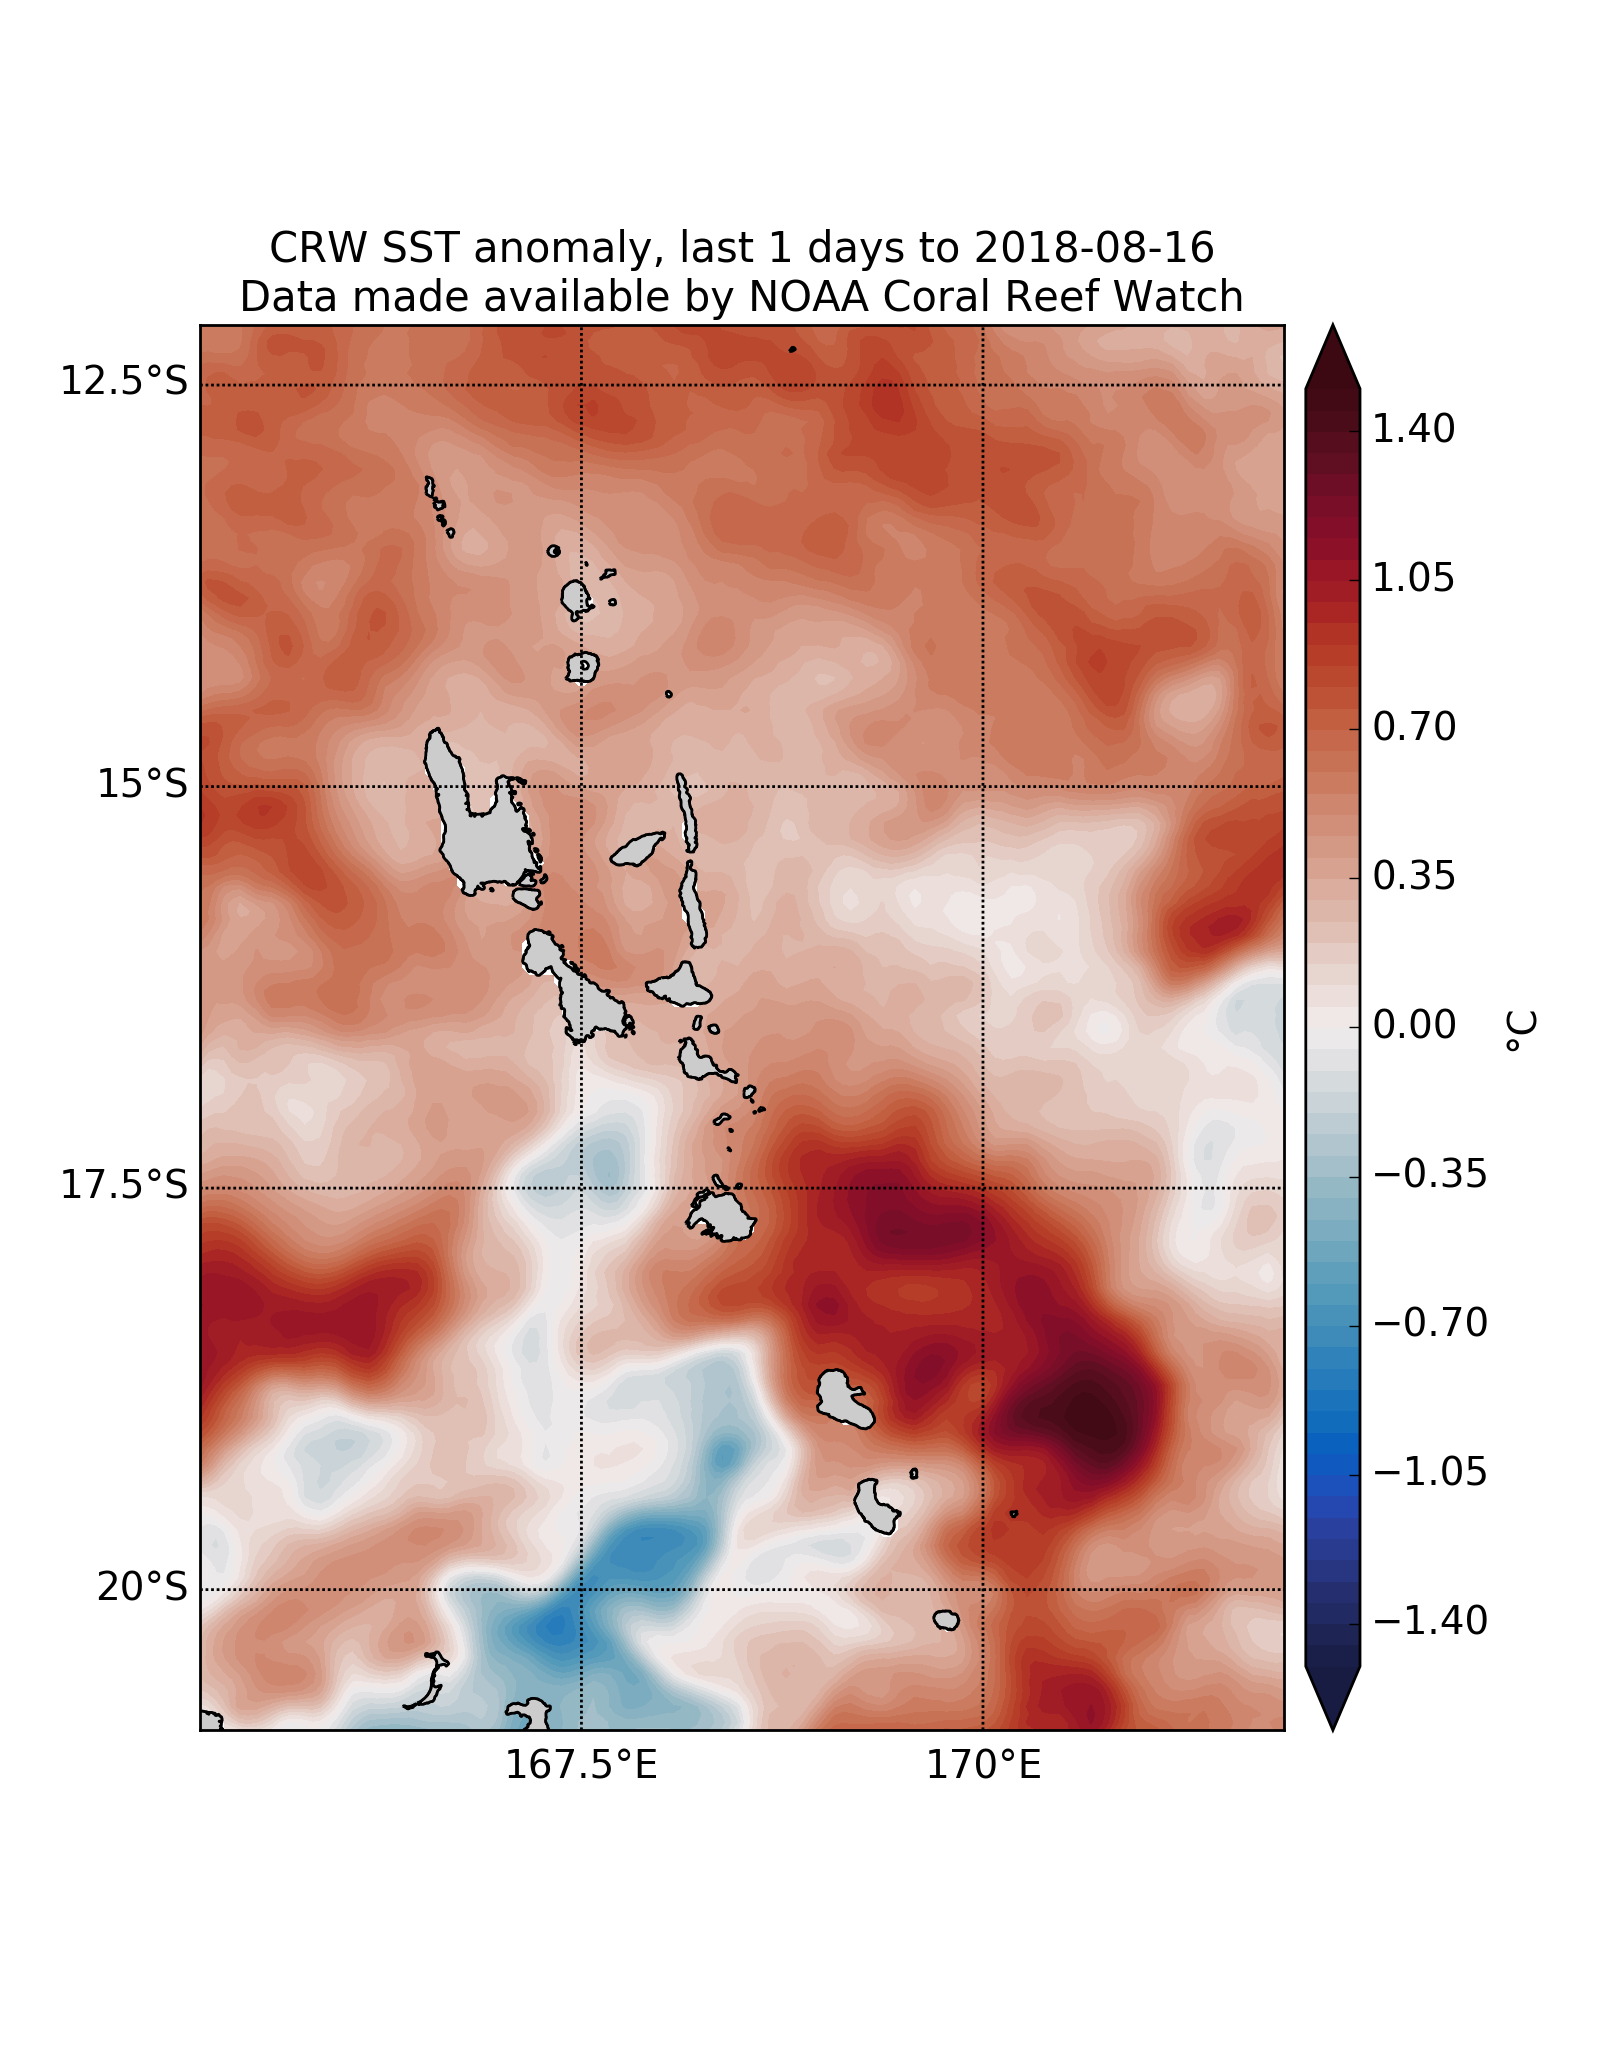 CRW SST anomaly, last 1 days to 2018-08-16
Data made available by NOAA Coral Reef Watch
12.5°S
15°S
17.5°S
20°S
167.5°E
170°E
1.40
1.05
0.70
0.35
0.00
−0.35
−0.70
−1.05
−1.40
°C